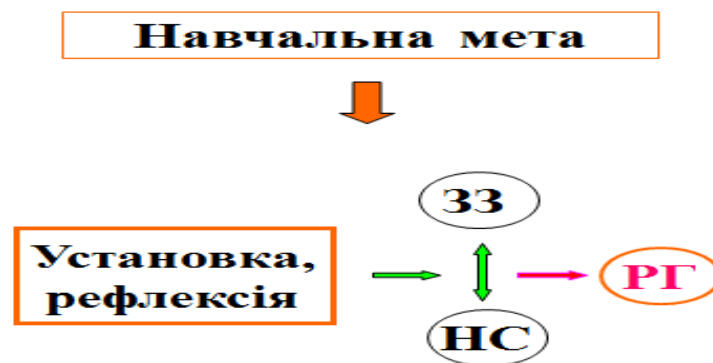 Навчальна мета
ЗЗ
Установка,
рефлексія
РГ
НС